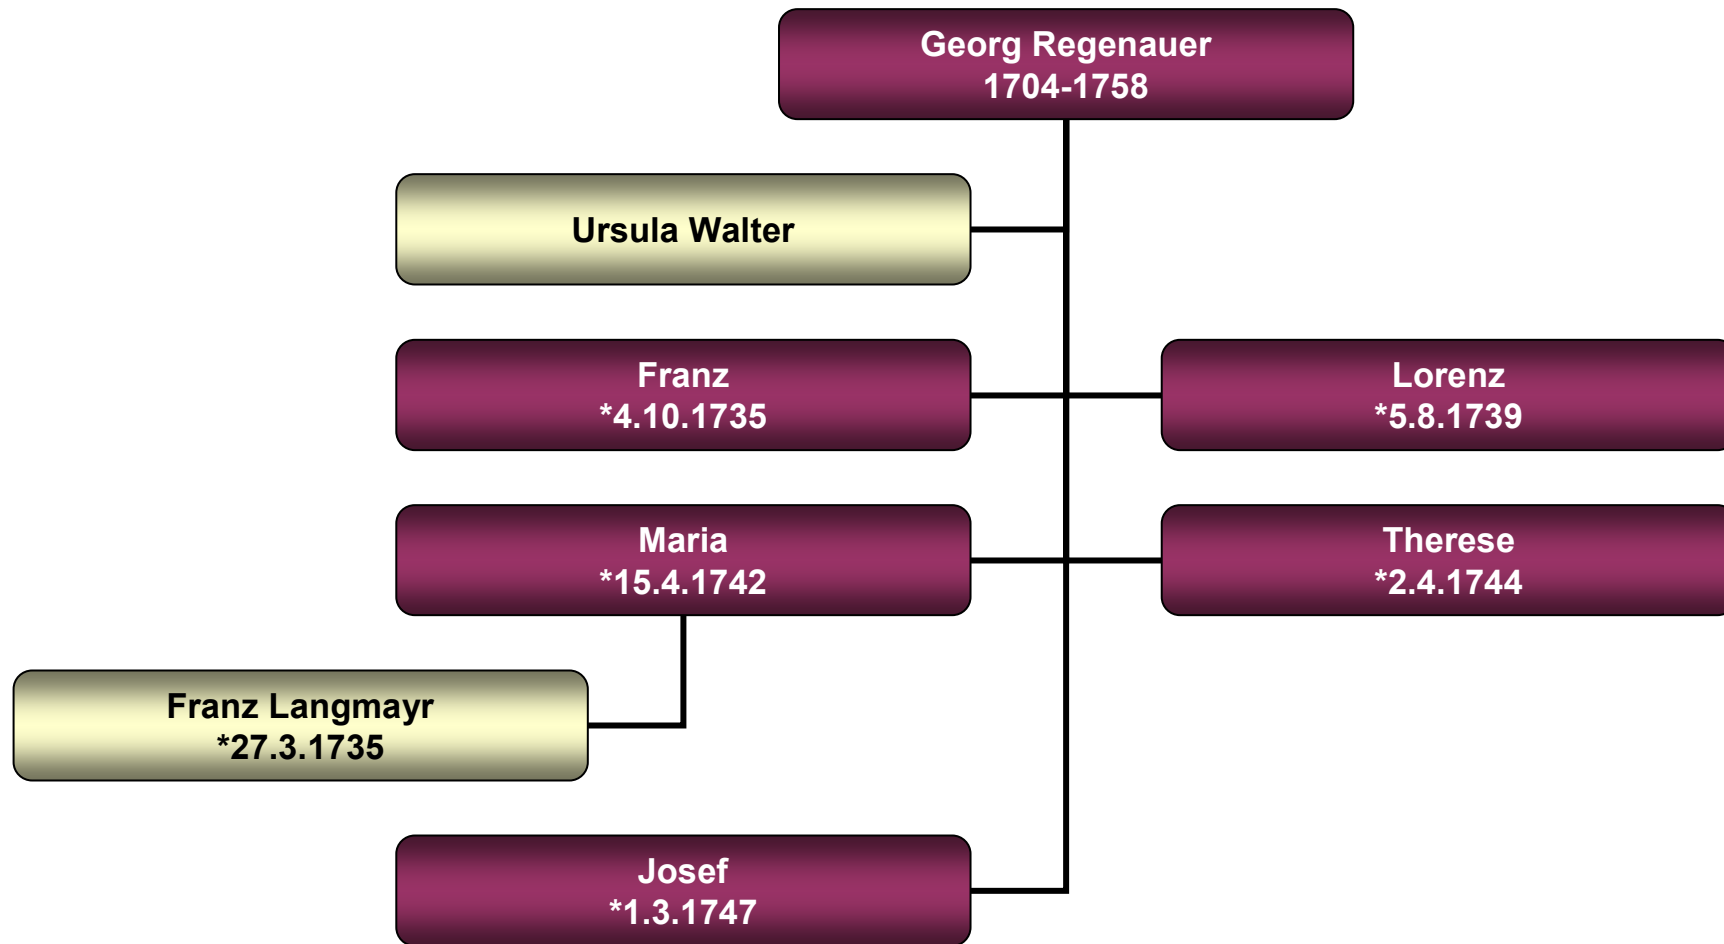 Georg Regenauer
1704-1758
Ursula Walter
Franz
*4.10.1735
Lorenz
*5.8.1739
Maria
*15.4.1742
Therese
*2.4.1744
Franz Langmayr
*27.3.1735
Josef
*1.3.1747